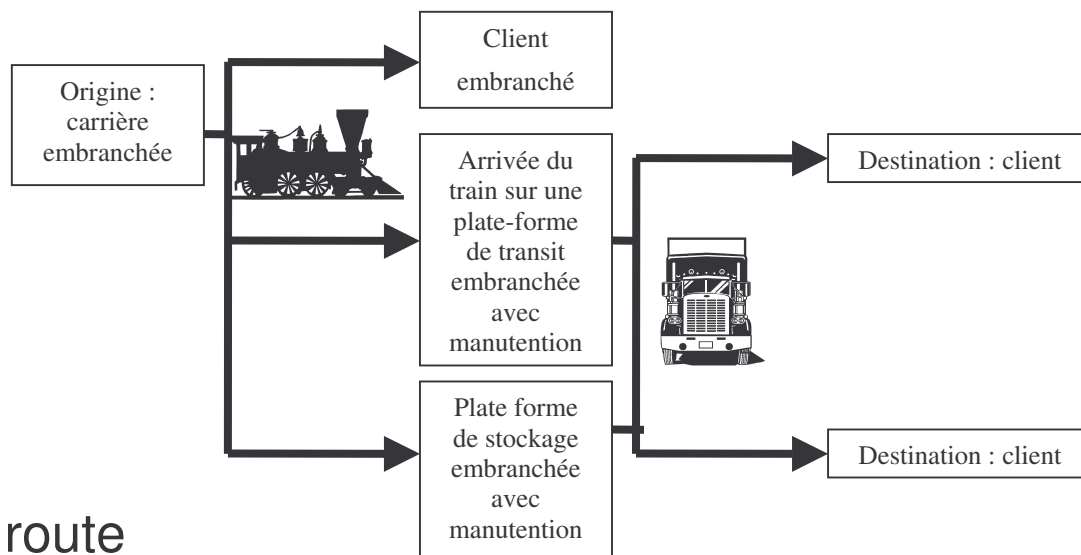 Origine :
carrière
embranchée
Client
embranché
Arrivée du
train sur une
plate-forme
de transit
embranchée
avec
manutention
Plate forme
de stockage
embranchée
avec
manutention
Destination : client
Destination : client
route